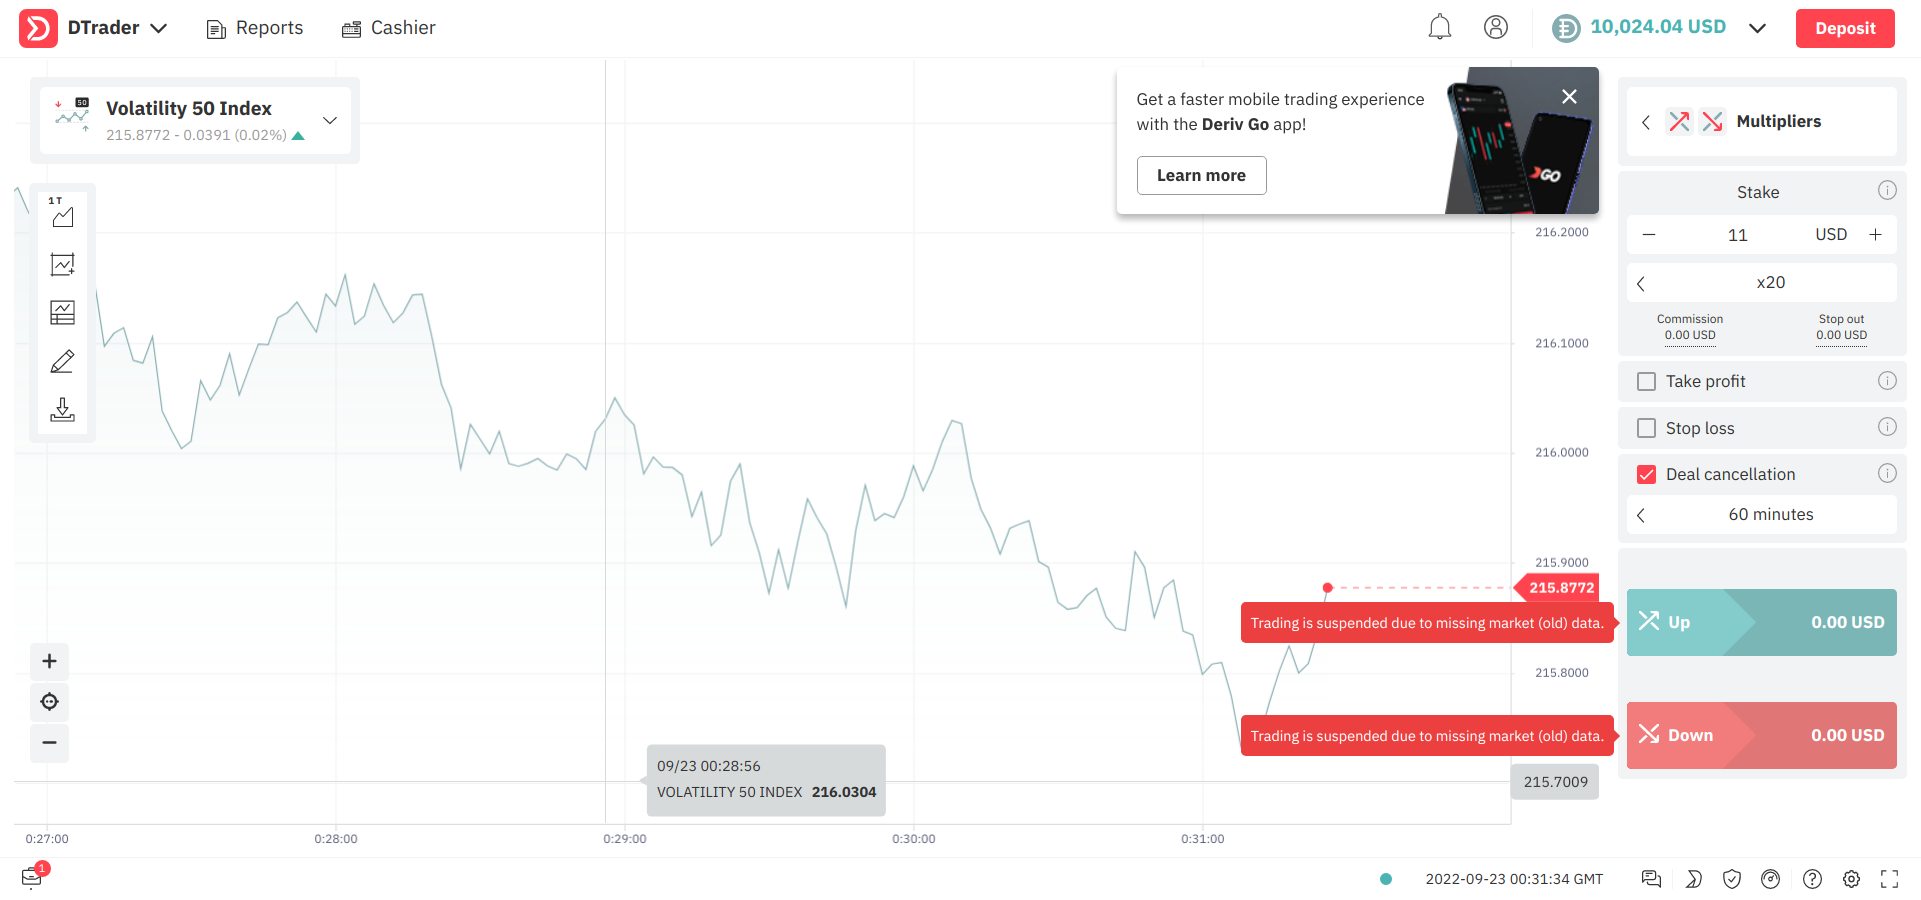 DTrader
Reports
Cashier
10,024.04 USD
Deposit
50
Volatility 50 Index
215.8772 - 0.0391 (0.02%)
Get a faster mobile trading experience
with the Deriv Go app!
Learn more
GO
Multipliers
1 T
Stake
11 USD
x20
Commission
0.00 USD
Stop out
0.00 USD
Take profit
Stop loss
Deal cancellation
60 minutes
216.2000
216.1000
216.0000
215.9000
215.8772
215.8000
215.7009
Trading is suspended due to missing market (old) data.
Up 0.00 USD
Trading is suspended due to missing market (old) data.
Down 0.00 USD
09/23 00:28:56
VOLATILITY 50 INDEX 216.0304
0:27:00
0:28:00
0:29:00
0:30:00
0:31:00
1
2022-09-23 00:31:34 GMT